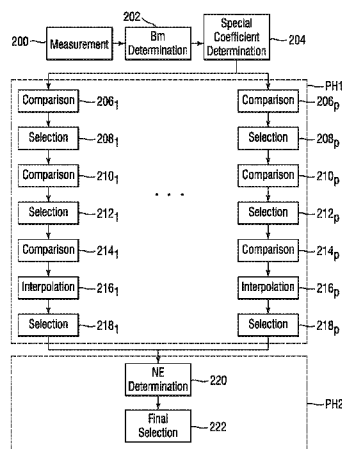 200
Measurement
202
Bm
Determination
Special
Coefficient
Determination
204
PH1
Comparison 206₁
Comparison 206p
Selection 208₁
Selection 208p
Comparison 210₁
Comparison 210p
. . .
Selection 212₁
Selection 212p
Comparison 214₁
Comparison 214p
Interpolation 216₁
Interpolation 216p
Selection 218₁
Selection 218p
NE
Determination
220
Final
Selection
222
PH2